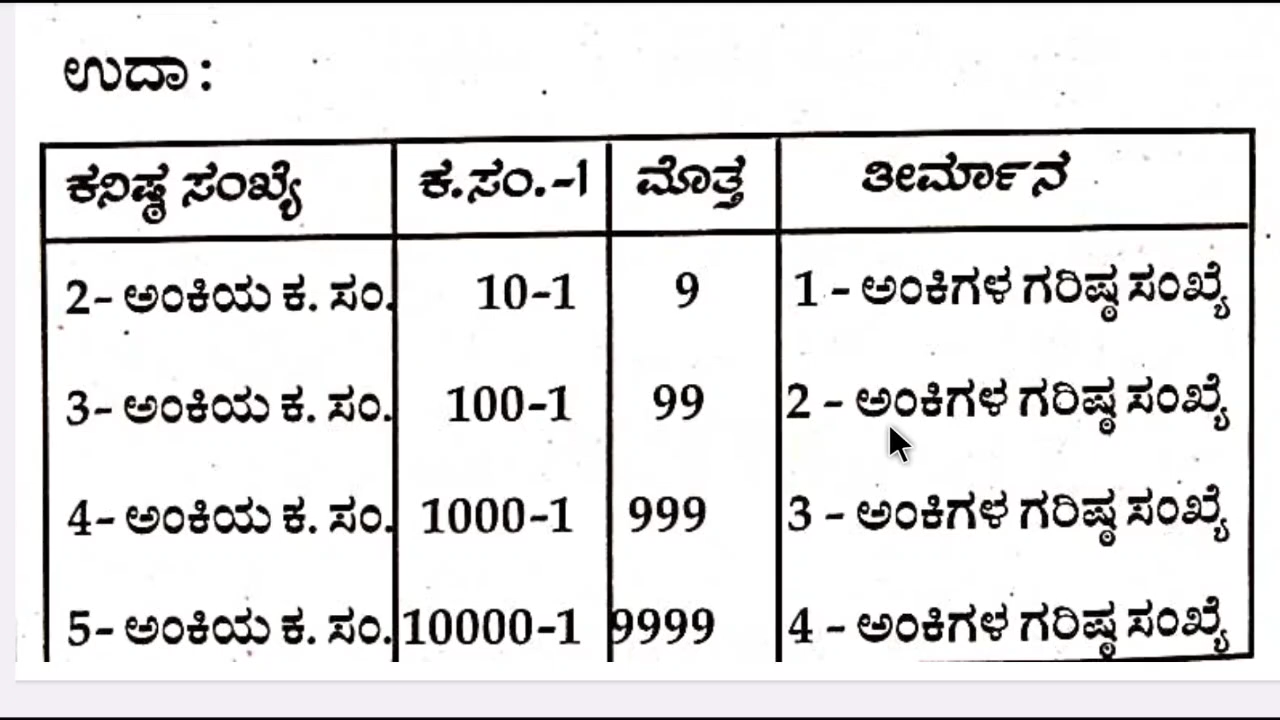 ಉದಾ :
ಕನಿಷ್ಠ ಸಂಖ್ಯೆ ಕ.ಸಂ.-1 ಮೊತ್ತ ತೀರ್ಮಾನ
2- ಅಂಕಿಯ ಕ. ಸಂ. 10-1 9 1 - ಅಂಕಿಗಳ ಗರಿಷ್ಠ ಸಂಖ್ಯೆ
3- ಅಂಕಿಯ ಕ. ಸಂ. 100-1 99 2 - ಅಂಕಿಗಳ ಗರಿಷ್ಠ ಸಂಖ್ಯೆ
4- ಅಂಕಿಯ ಕ. ಸಂ. 1000-1 999 3 - ಅಂಕಿಗಳ ಗರಿಷ್ಠ ಸಂಖ್ಯೆ
5- ಅಂಕಿಯ ಕ. ಸಂ. 10000-1 9999 4 - ಅಂಕಿಗಳ ಗರಿಷ್ಠ ಸಂಖ್ಯೆ